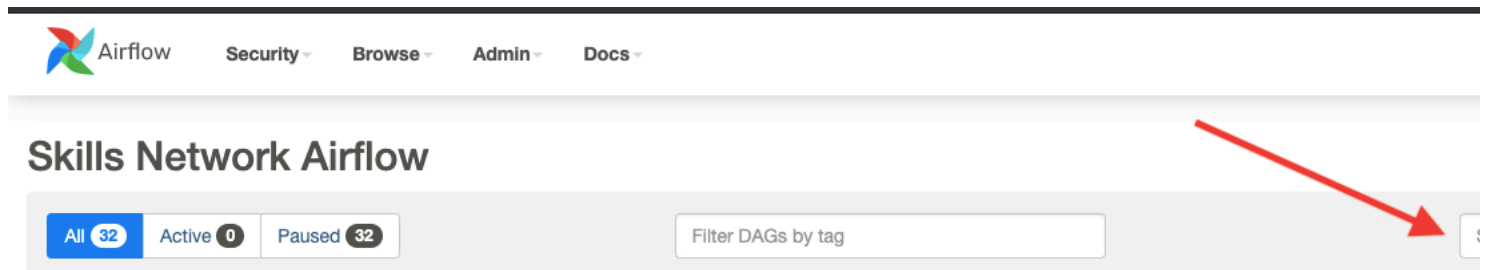 Airflow Security Browse Admin Docs
Skills Network Airflow
All 32 Active 0 Paused 32 Filter DAGs by tag